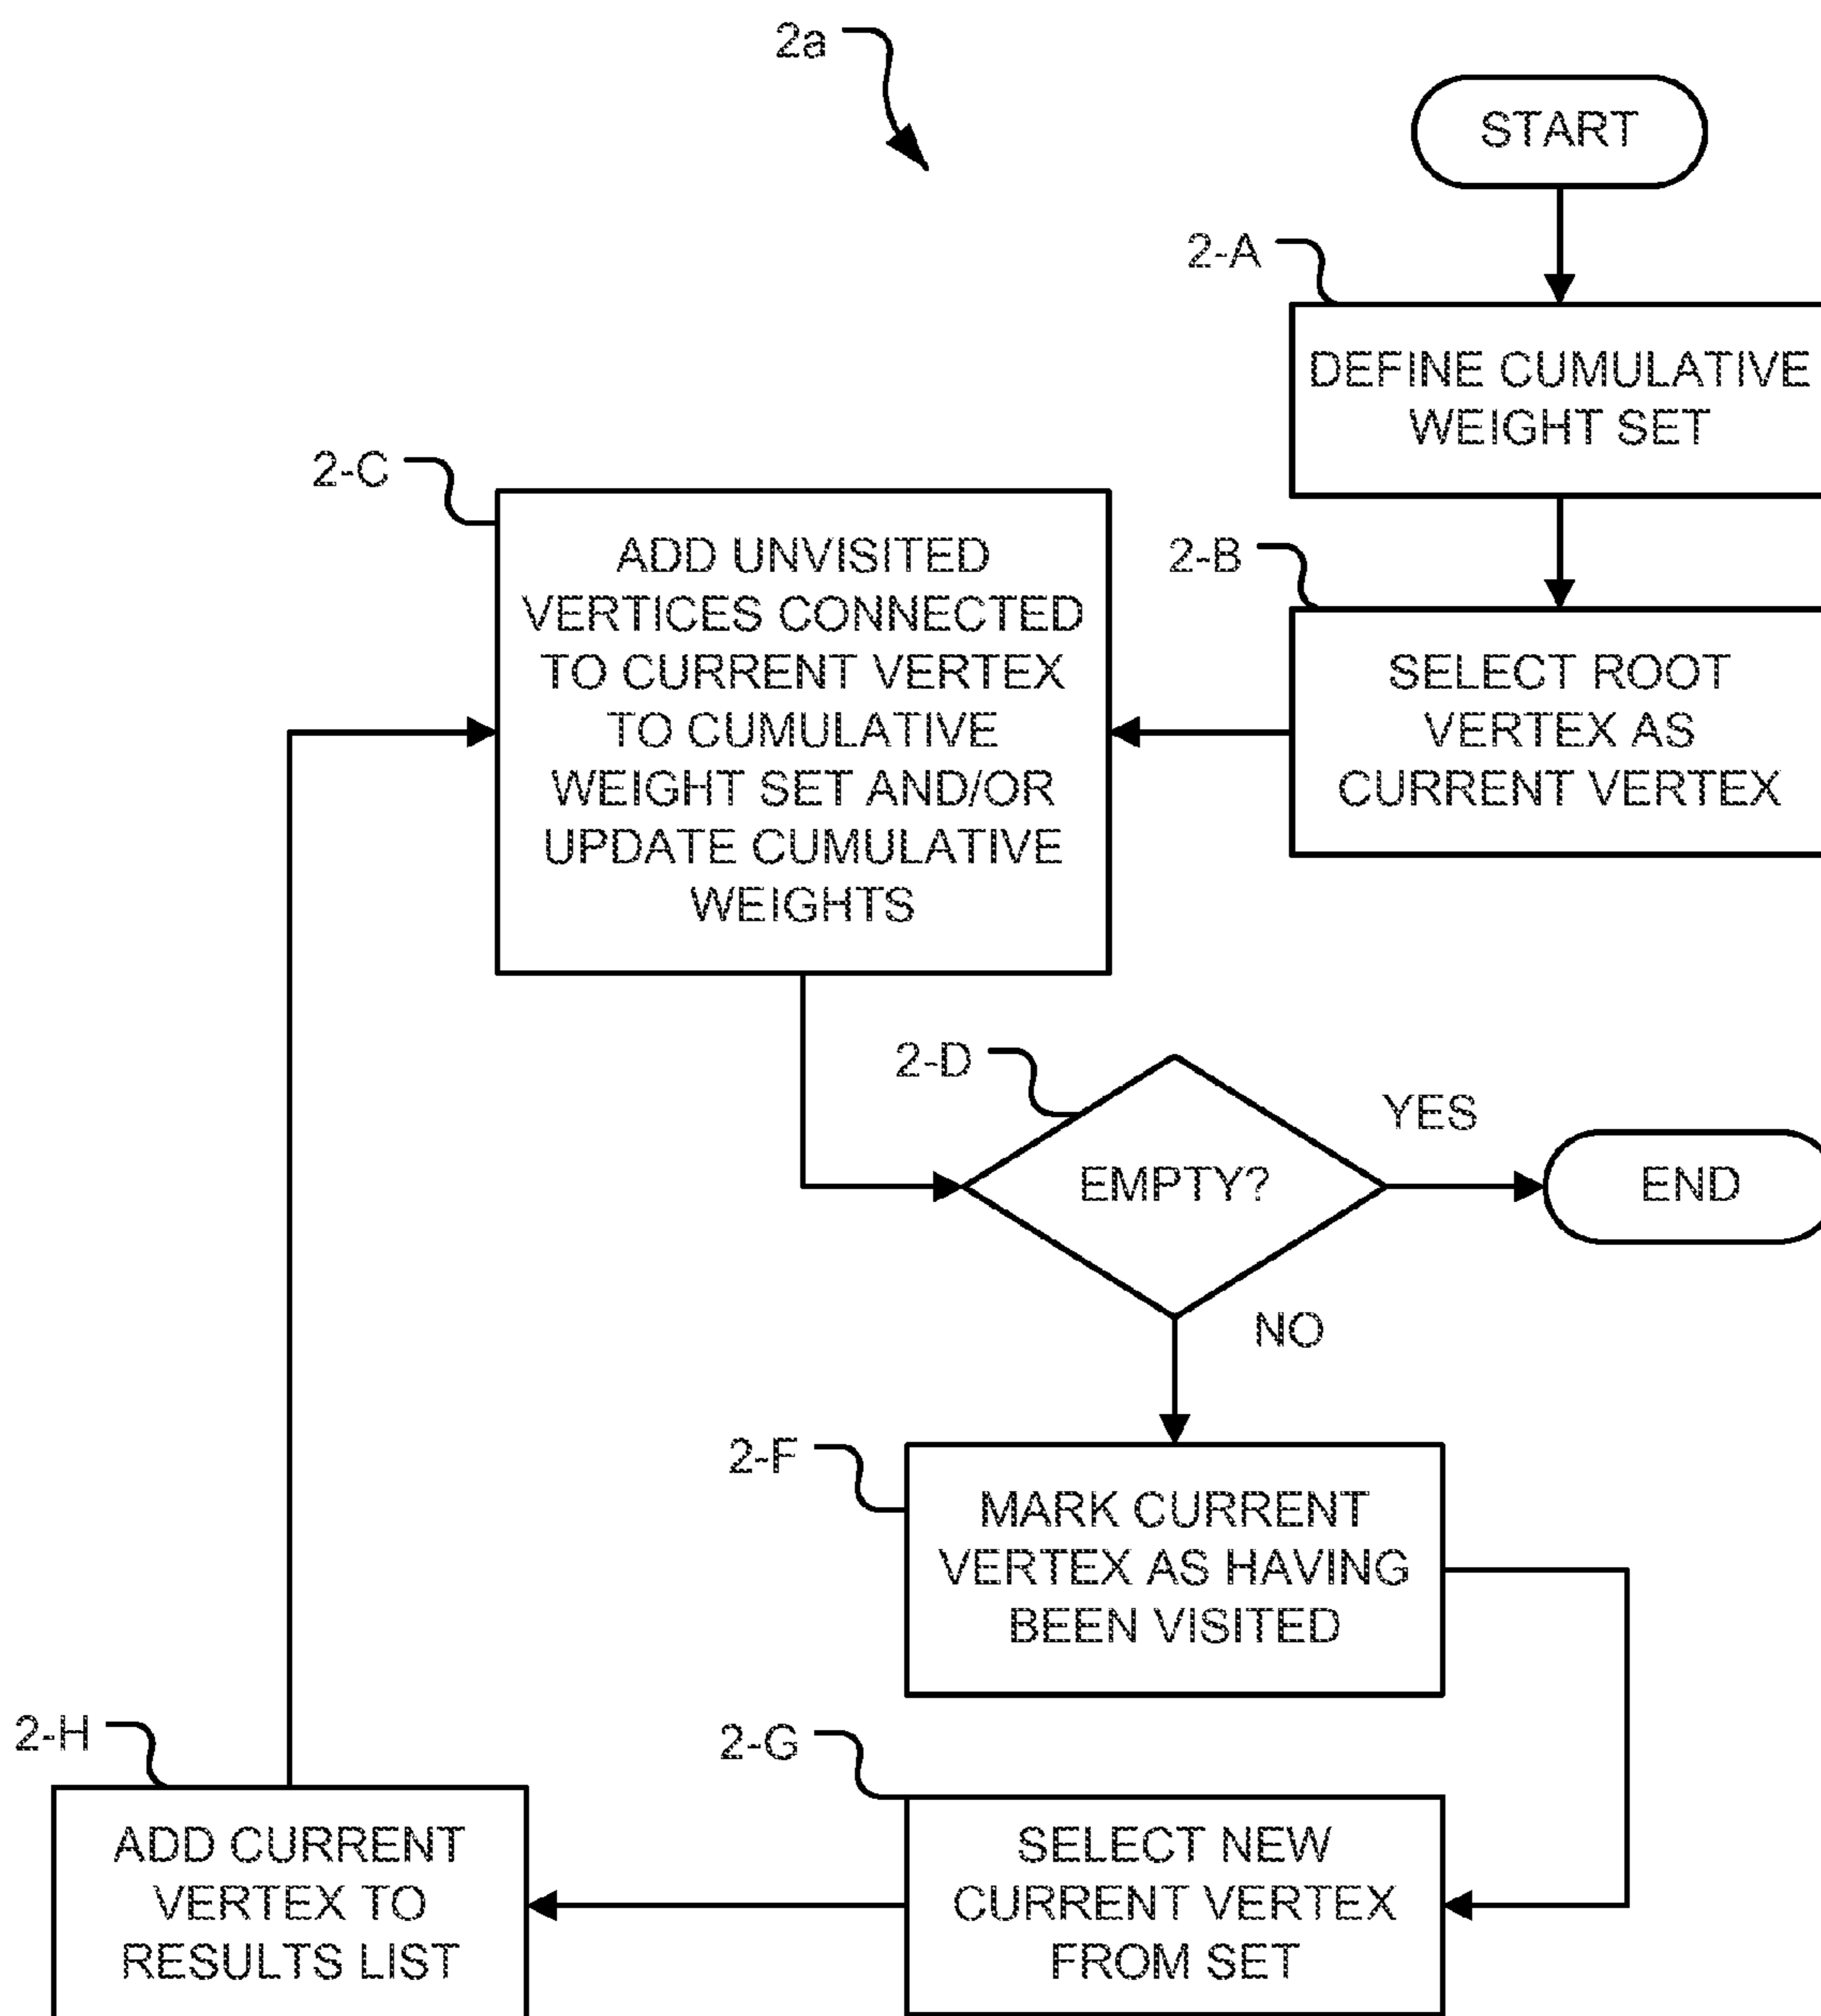 2a
START
2-A
DEFINE CUMULATIVE
WEIGHT SET
2-B
SELECT ROOT
VERTEX AS
CURRENT VERTEX
2-C
ADD UNVISITED
VERTICES CONNECTED
TO CURRENT VERTEX
TO CUMULATIVE
WEIGHT SET AND/OR
UPDATE CUMULATIVE
WEIGHTS
2-D
EMPTY?
YES
END
NO
2-F
MARK CURRENT
VERTEX AS HAVING
BEEN VISITED
2-G
SELECT NEW
CURRENT VERTEX
FROM SET
2-H
ADD CURRENT
VERTEX TO
RESULTS LIST